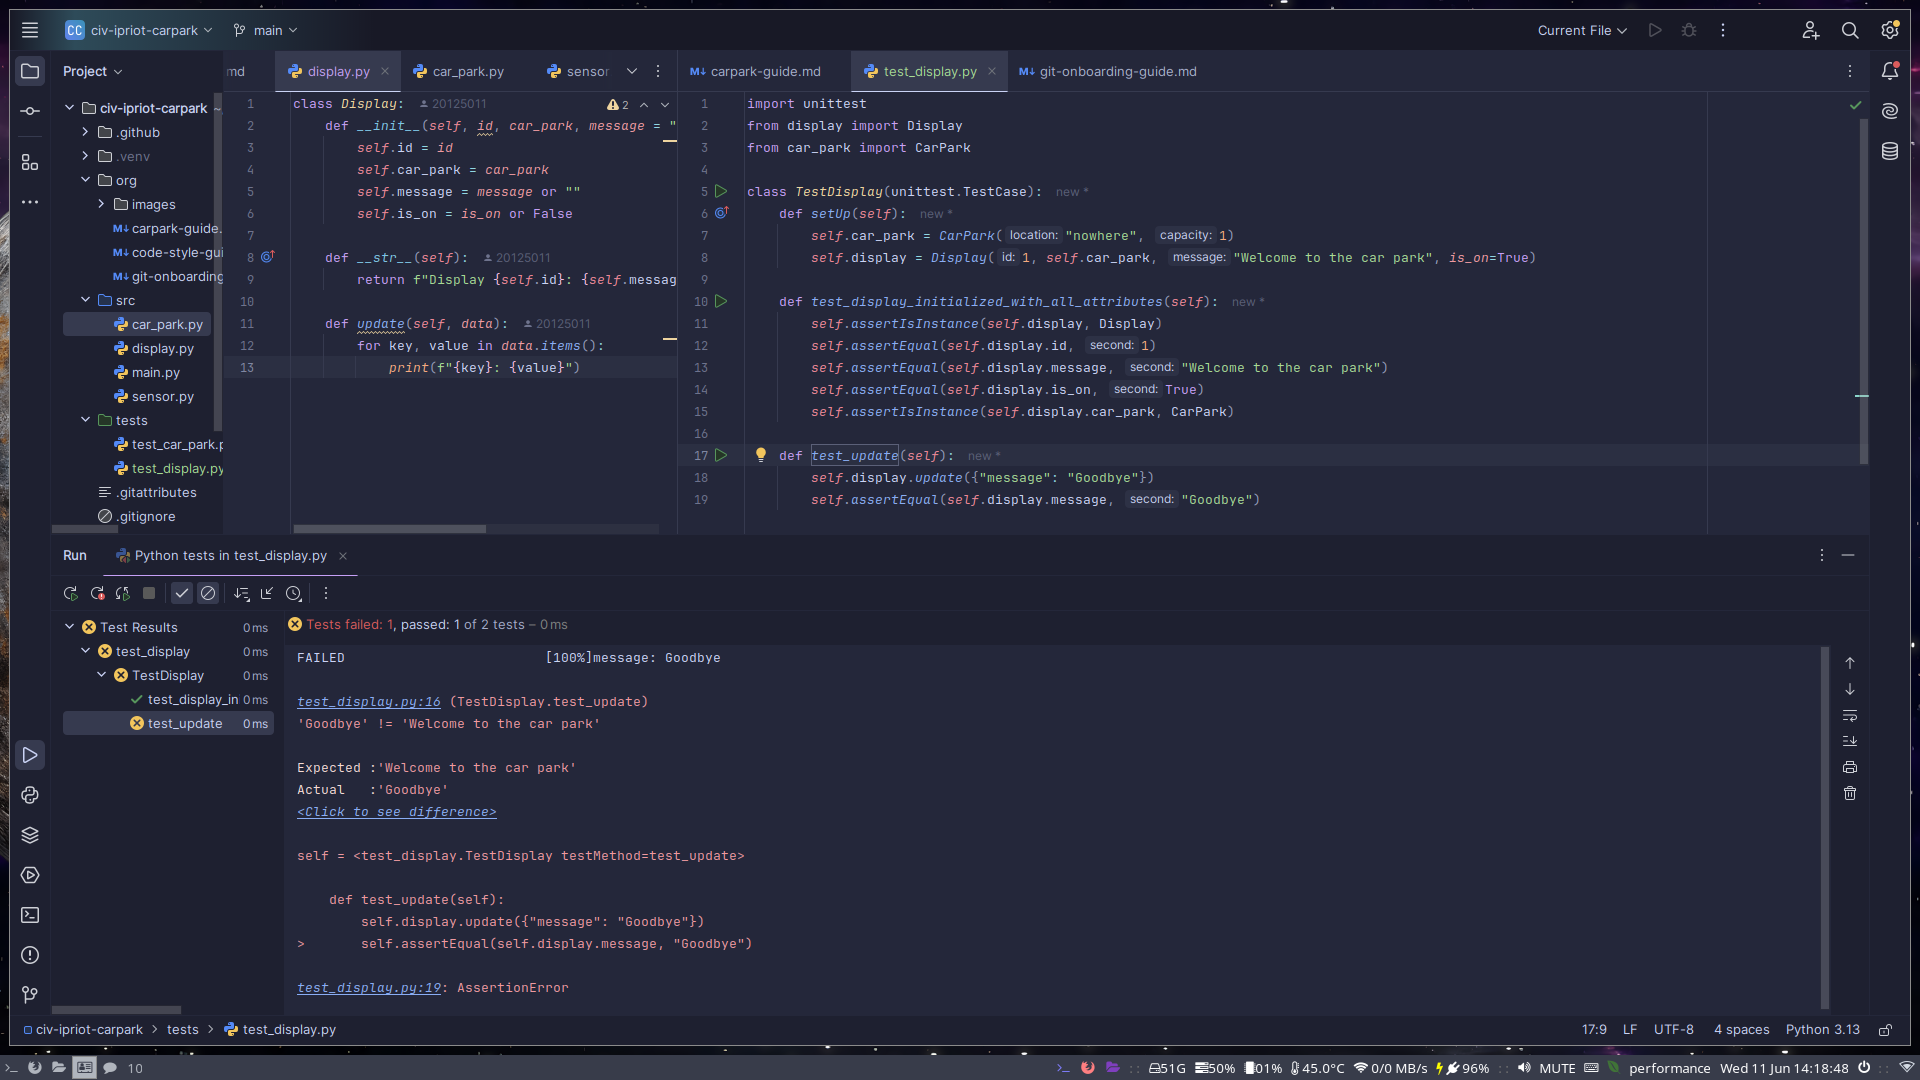 CC civ-ipriot-carpark main Current File
Project
md display.py car_park.py sensor carpark-guide.md test_display.py git-onboarding-guide.md
civ-ipriot-carpark ~
.github
.venv
org
images
carpark-guide.
code-style-gui
git-onboarding
src
car_park.py
display.py
main.py
sensor.py
tests
test_car_park.p
test_display.py
.gitattributes
.gitignore
1 class Display: 20125011 2
2 def __init__(self, id, car_park, message = "
3 self.id = id
4 self.car_park = car_park
5 self.message = message or ""
6 self.is_on = is_on or False
7
8 def __str__(self): 20125011
9 return f"Display {self.id}: {self.messag
10
11 def update(self, data): 20125011
12 for key, value in data.items():
13 print(f"{key}: {value}")
1 import unittest
2 from display import Display
3 from car_park import CarPark
4
5 class TestDisplay(unittest.TestCase): new *
6 def setUp(self): new *
7 self.car_park = CarPark( location: "nowhere", capacity: 1)
8 self.display = Display( id: 1, self.car_park, message: "Welcome to the car park", is_on=True)
9
10 def test_display_initialized_with_all_attributes(self): new *
11 self.assertIsInstance(self.display, Display)
12 self.assertEqual(self.display.id, second: 1)
13 self.assertEqual(self.display.message, second: "Welcome to the car park")
14 self.assertEqual(self.display.is_on, second: True)
15 self.assertIsInstance(self.display.car_park, CarPark)
16
17 def test_update(self): new *
18 self.display.update({"message": "Goodbye"})
19 self.assertEqual(self.display.message, second: "Goodbye")
Run Python tests in test_display.py
Test Results 0 ms
test_display 0 ms
TestDisplay 0 ms
test_display_in 0 ms
test_update 0 ms
Tests failed: 1, passed: 1 of 2 tests – 0 ms
FAILED [100%]message: Goodbye
test_display.py:16 (TestDisplay.test_update)
'Goodbye' != 'Welcome to the car park'
Expected :'Welcome to the car park'
Actual :'Goodbye'
<Click to see difference>
self = <test_display.TestDisplay testMethod=test_update>
def test_update(self):
self.display.update({"message": "Goodbye"})
> self.assertEqual(self.display.message, "Goodbye")
test_display.py:19: AssertionError
civ-ipriot-carpark > tests > test_display.py 17:9 LF UTF-8 4 spaces Python 3.13
10 51G 50% 01% 45.0°C 0/0 MB/s 96% MUTE performance Wed 11 Jun 14:18:48